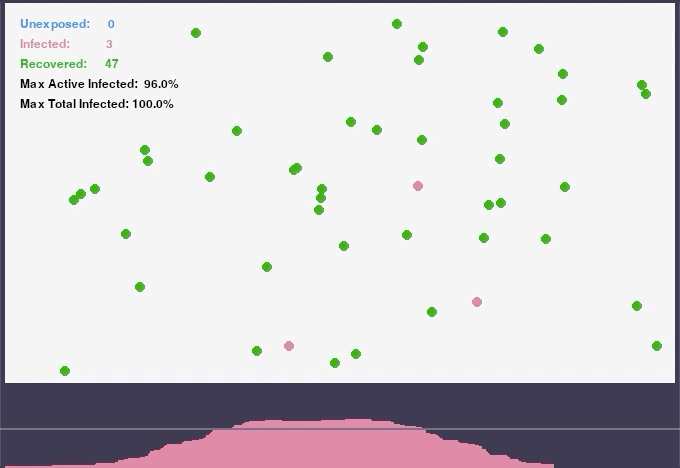 Unexposed: 0
Infected: 3
Recovered: 47
Max Active Infected: 96.0%
Max Total Infected: 100.0%